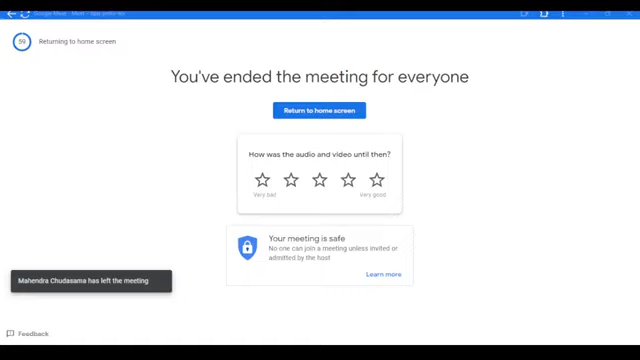 59
Returning to home screen
You've ended the meeting for everyone
Return to home screen
How was the audio and video until then?
Very bad
Very good
Your meeting is safe
No one can join a meeting unless invited or
admitted by the host
Learn more
Mahendra Chudasama has left the meeting
Feedback